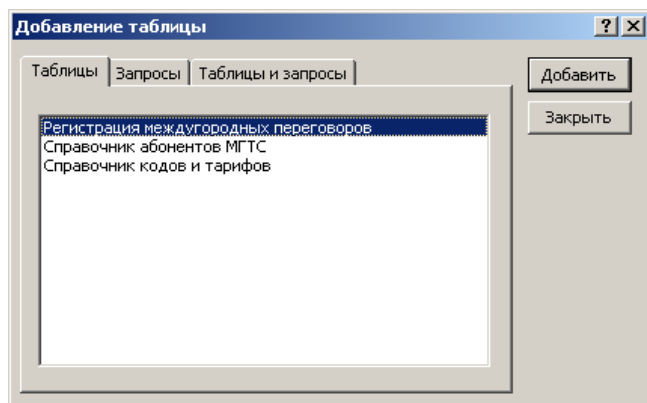 Добавление таблицы
Таблицы Запросы Таблицы и запросы
Добавить
Закрыть
Регистрация междугородных переговоров
Справочник абонентов МГТС
Справочник кодов и тарифов